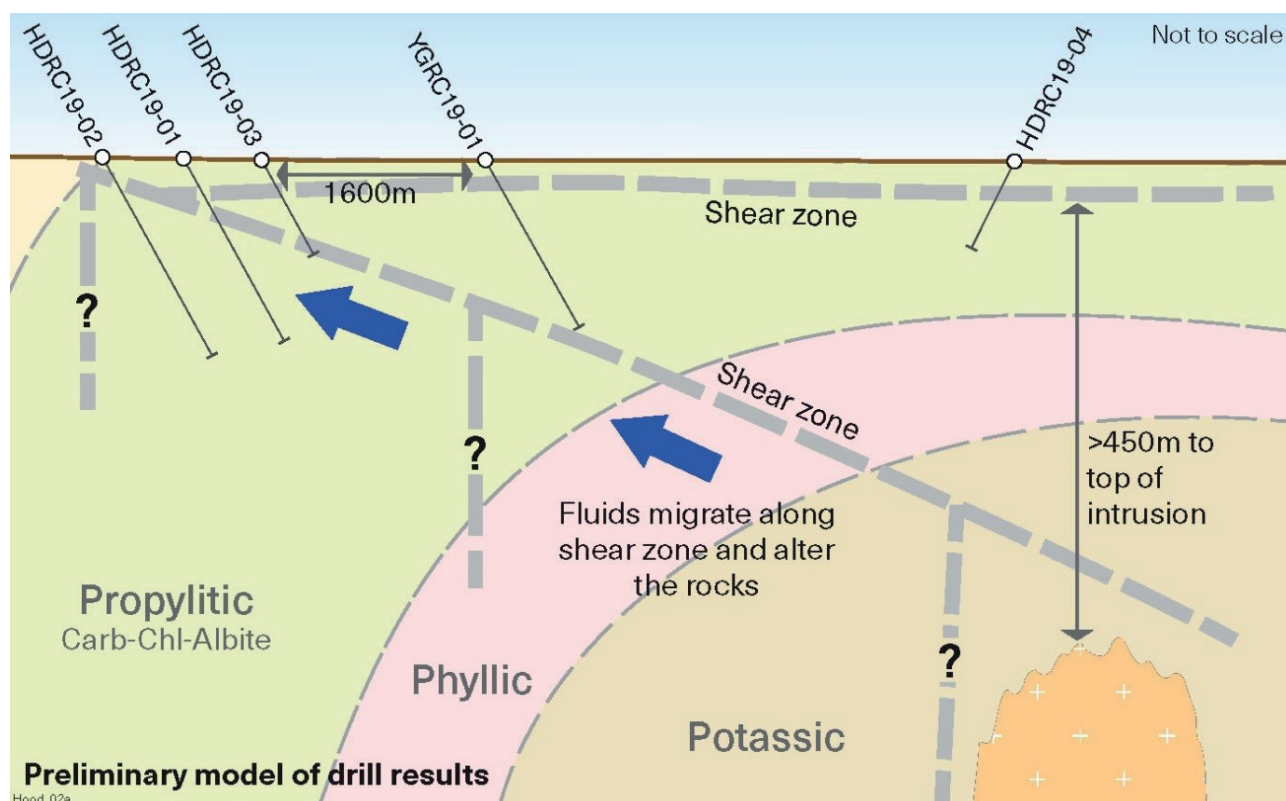 Not to scale
HDRC19-02
HDRC19-01
HDRC19-03
YGRC19-01
HDRC19-04
1600m
Shear zone
?
?
Shear zone
>450m to
top of
intrusion
Fluids migrate along
shear zone and alter
the rocks
Propylitic
Carb-Chl-Albite
Phyllic
?
Potassic
Preliminary model of drill results
Hood_02a